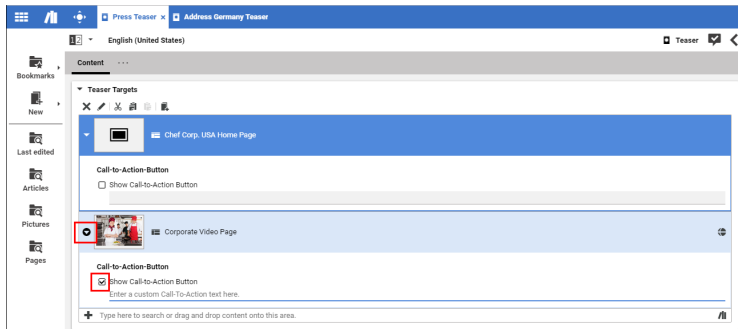 Press Teaser
Address Germany Teaser
English (United States)
Teaser
Bookmarks
New
Last edited
Articles
Pictures
Pages
Content
Teaser Targets
Chef Corp. USA Home Page
Call-to-Action-Button
Show Call-to-Action Button
Corporate Video Page
Call-to-Action-Button
Show Call-to-Action Button
Enter a custom Call-To-Action text here.
Type here to search or drag and drop content onto this area.